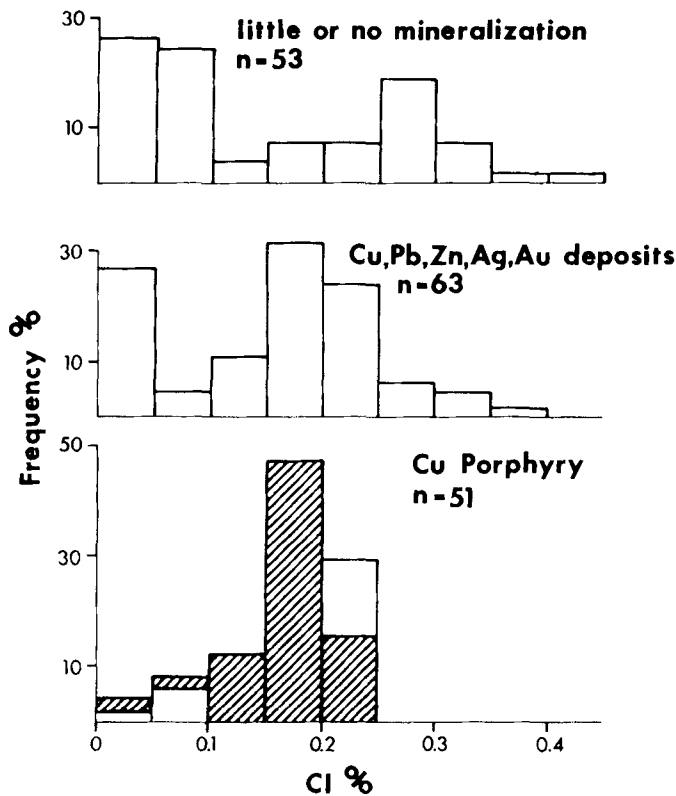 little or no mineralization
n=53
30
10
Cu,Pb,Zn,Ag,Au deposits
n=63
30
10
Frequency %
Cu Porphyry
n=51
50
30
10
0 0.1 0.2 0.3 0.4
Cl %